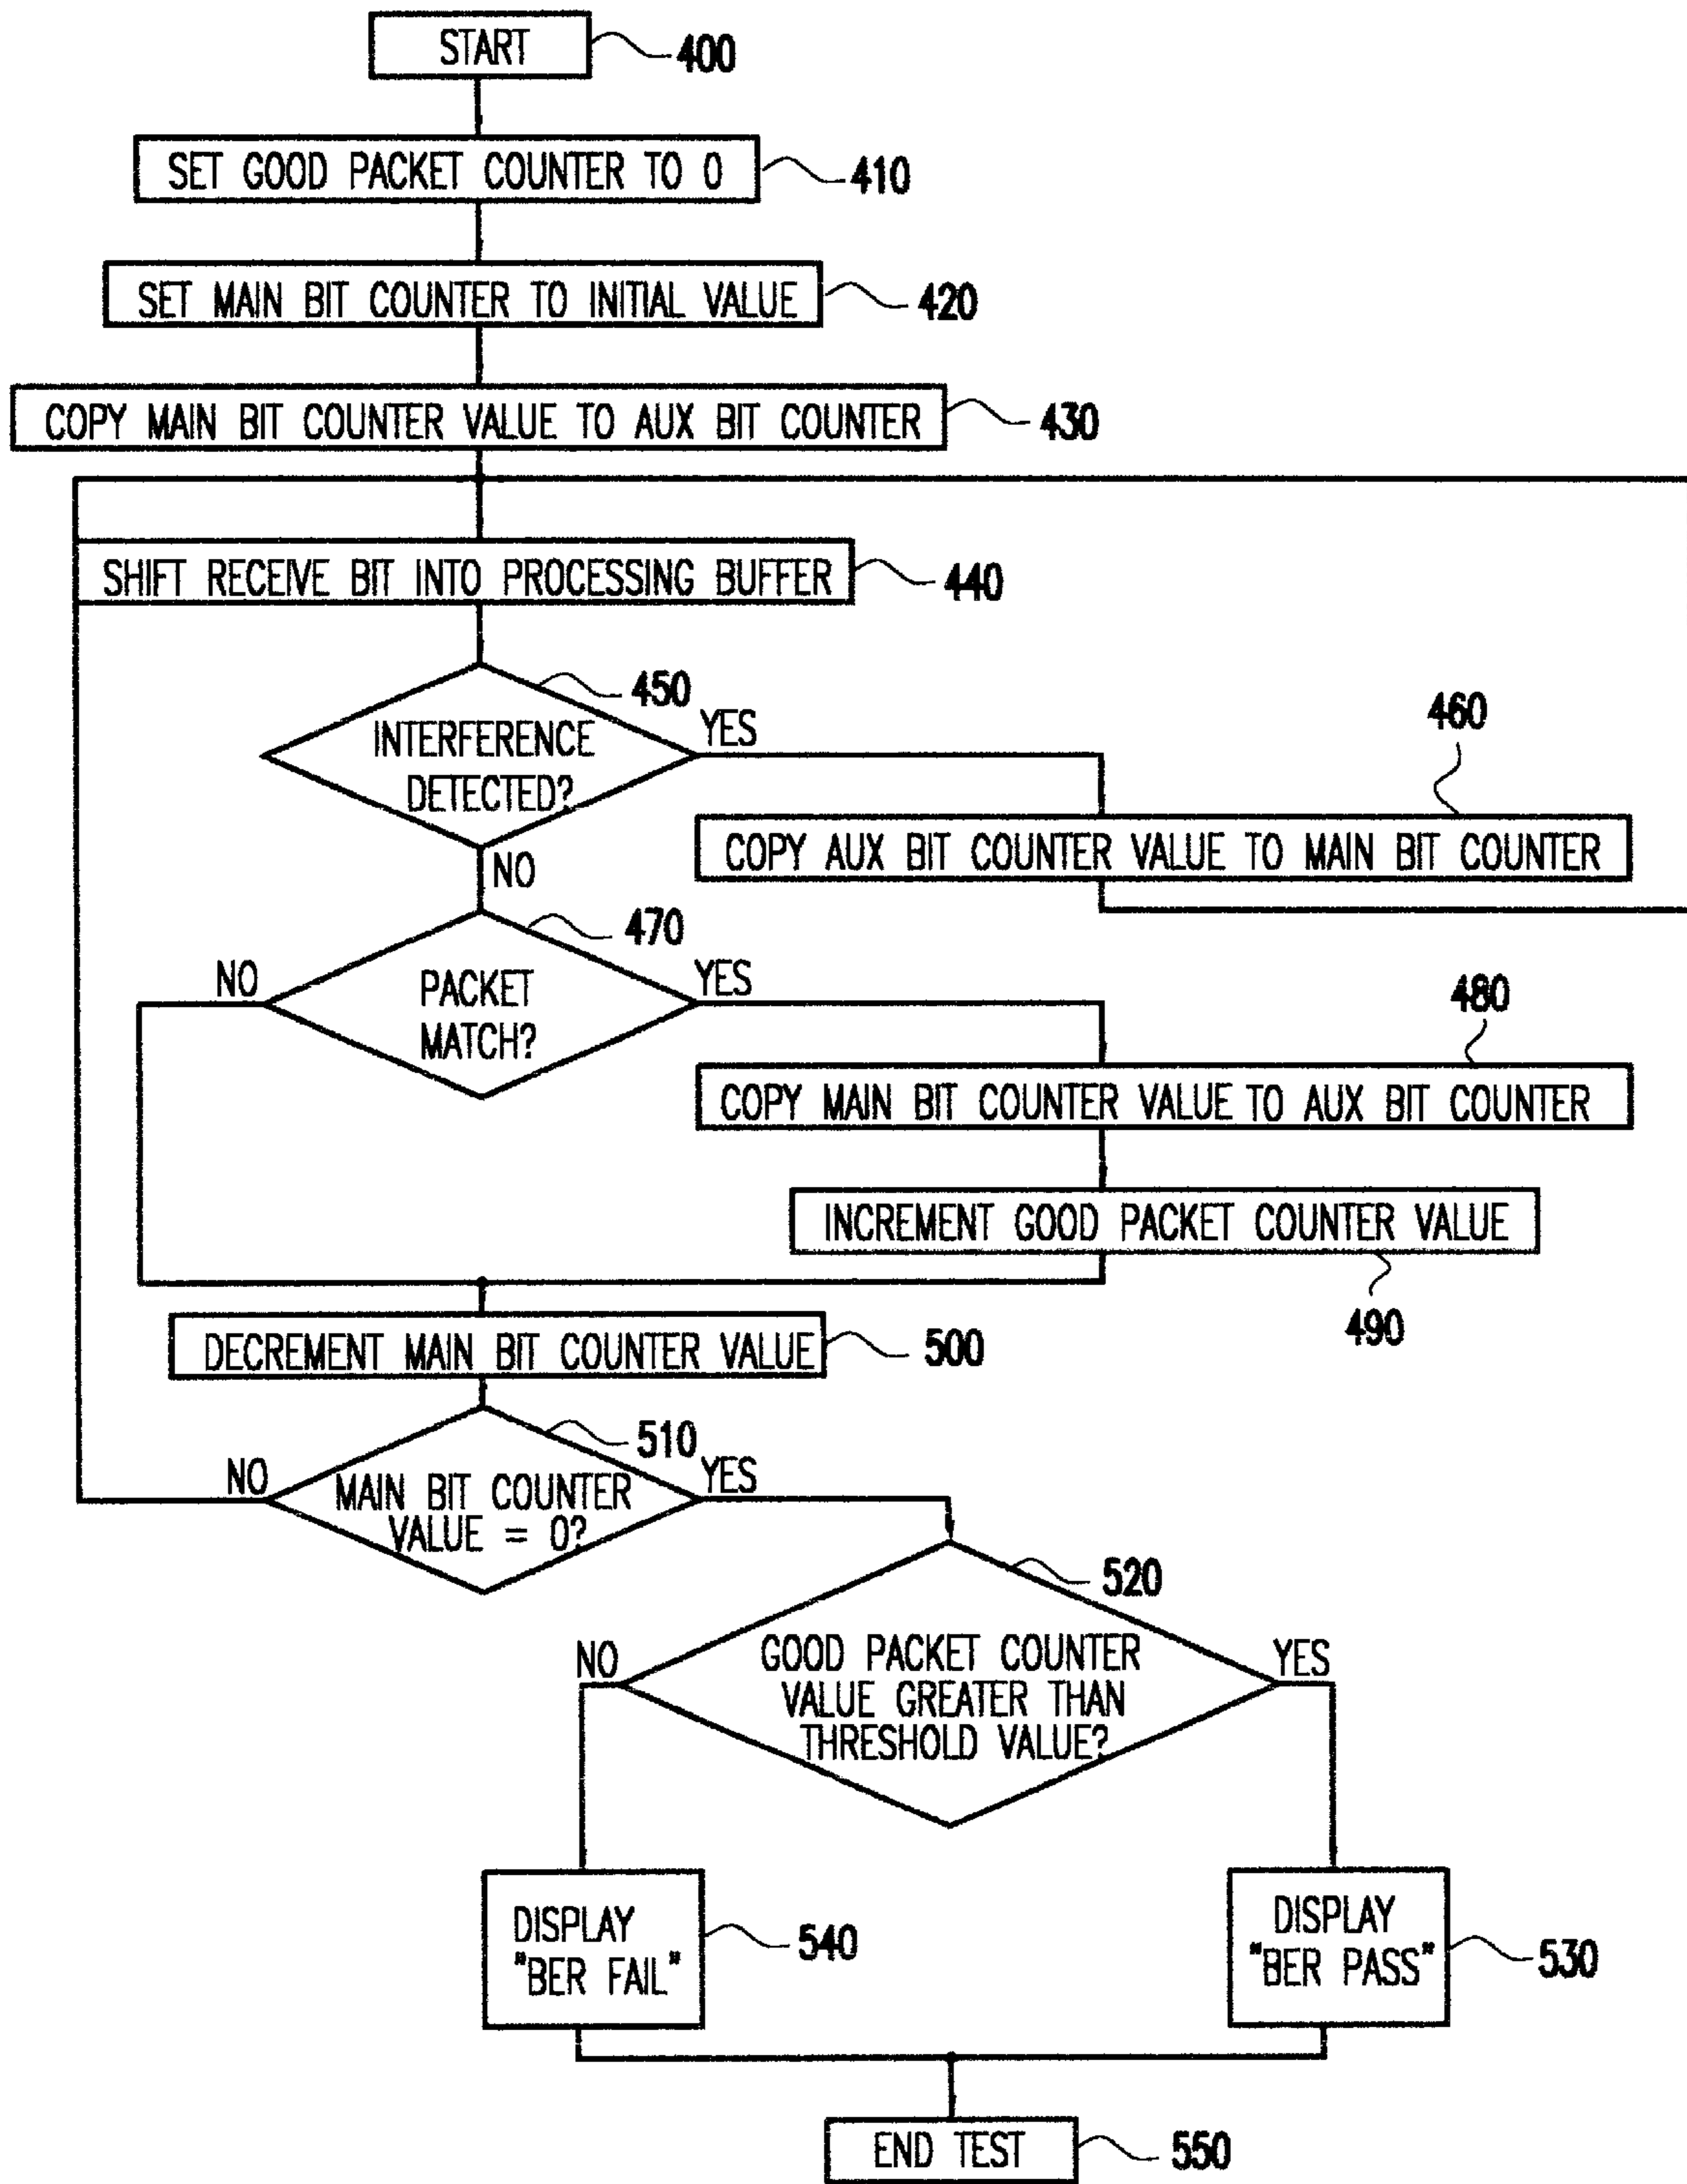 START
400
SET GOOD PACKET COUNTER TO 0
410
SET MAIN BIT COUNTER TO INITIAL VALUE
420
COPY MAIN BIT COUNTER VALUE TO AUX BIT COUNTER
430
SHIFT RECEIVE BIT INTO PROCESSING BUFFER
440
450
INTERFERENCE
DETECTED?
YES
NO
460
COPY AUX BIT COUNTER VALUE TO MAIN BIT COUNTER
470
PACKET
MATCH?
NO
YES
480
COPY MAIN BIT COUNTER VALUE TO AUX BIT COUNTER
INCREMENT GOOD PACKET COUNTER VALUE
490
DECREMENT MAIN BIT COUNTER VALUE
500
510
MAIN BIT COUNTER
VALUE = 0?
NO
YES
520
GOOD PACKET COUNTER
VALUE GREATER THAN
THRESHOLD VALUE?
NO
YES
DISPLAY
"BER FAIL"
540
DISPLAY
"BER PASS"
530
END TEST
550